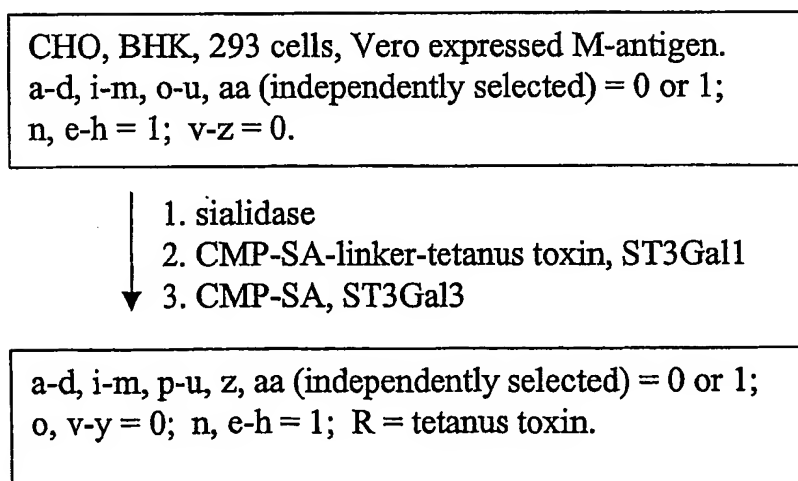 CHO, BHK, 293 cells, Vero expressed M-antigen.
a-d, i-m, o-u, aa (independently selected) = 0 or 1;
n, e-h = 1; v-z = 0.
1. sialidase
2. CMP-SA-linker-tetanus toxin, ST3Gal1
3. CMP-SA, ST3Gal3
a-d, i-m, p-u, z, aa (independently selected) = 0 or 1;
o, v-y = 0; n, e-h = 1; R = tetanus toxin.